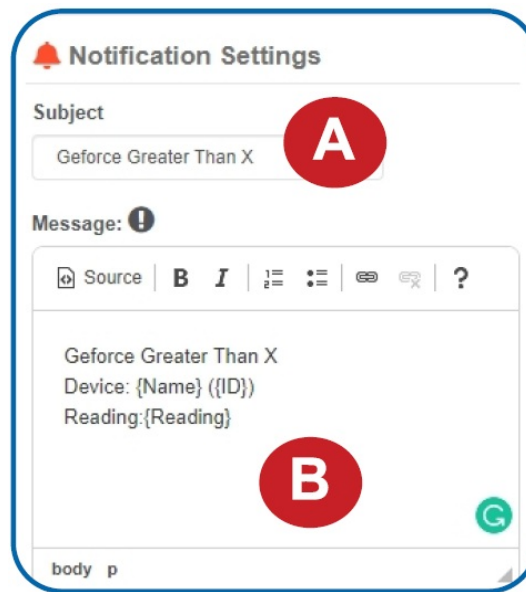 Notification Settings
Subject
Geforce Greater Than X
A
Message:
Source B I ?
Geforce Greater Than X
Device: {Name} ({ID})
Reading:{Reading}
B
body p